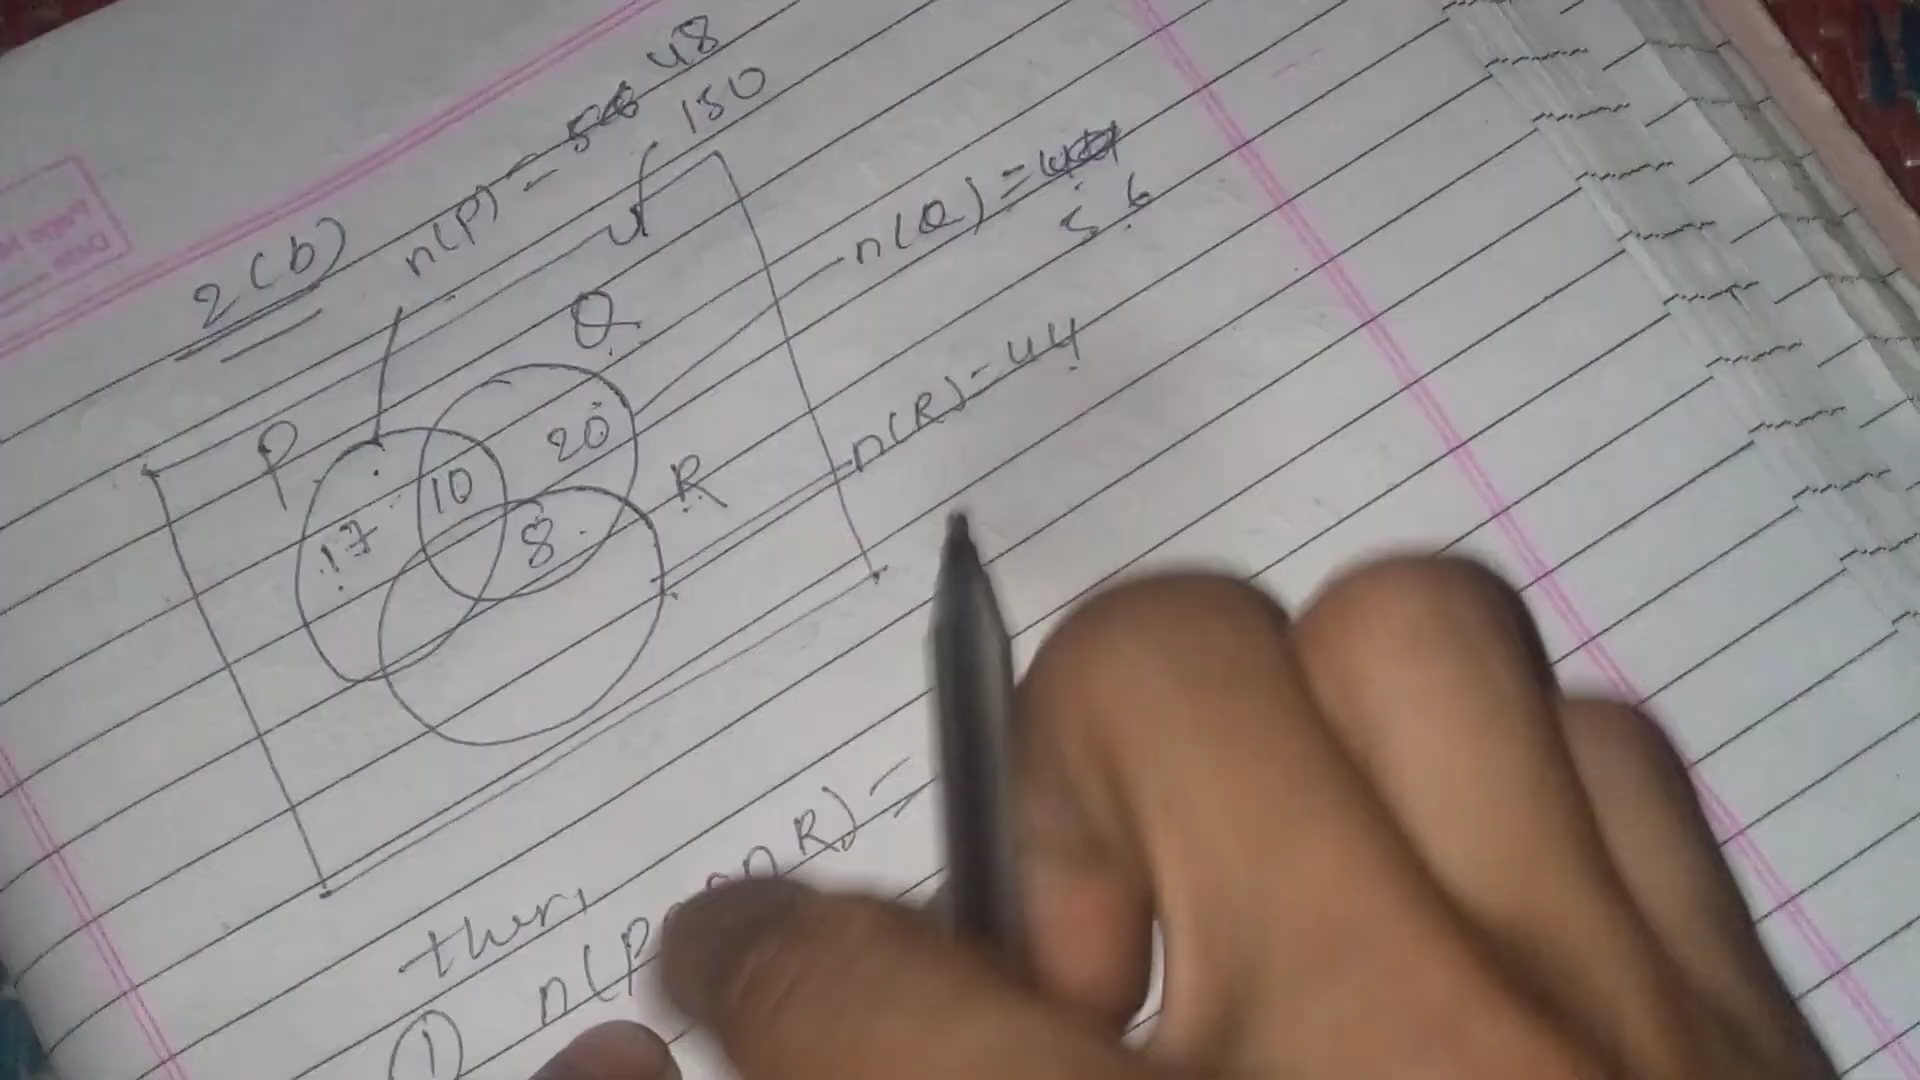 2(b)
n(P) = 48
U 150
n(Q) =
56
n(R) = 44
P
Q
R
17
10
20
8
then,
① n(P n R) =